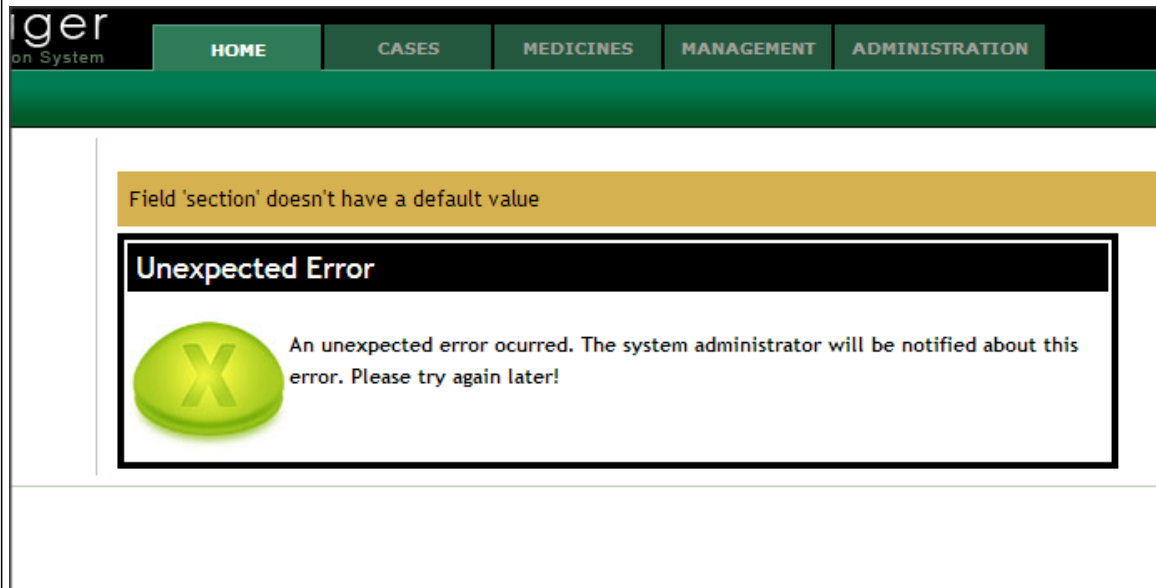 iger
on System
HOME CASES MEDICINES MANAGEMENT ADMINISTRATION
Field 'section' doesn't have a default value
Unexpected Error
X
An unexpected error ocurred. The system administrator will be notified about this
error. Please try again later!